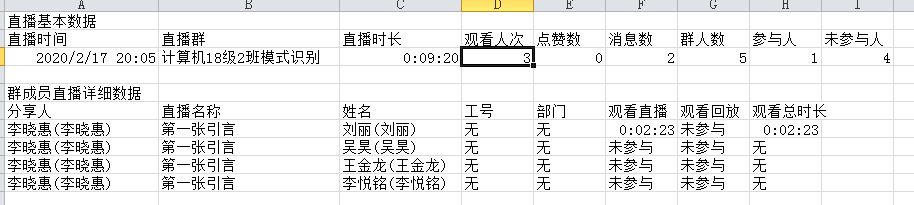 A B C D E F G H I
直播基本数据
直播时间 直播群 直播时长 观看人次 点赞数 消息数 群人数 参与人 未参与人
2020/2/17 20:05 计算机18级2班模式识别 0:09:20 3 0 2 5 1 4
群成员直播详细数据
分享人 直播名称 姓名 工号 部门 观看直播 观看回放 观看总时长
李晓惠(李晓惠) 第一张引言 刘丽(刘丽) 无 无 0:02:23 未参与 0:02:23
李晓惠(李晓惠) 第一张引言 吴昊(吴昊) 无 无 未参与 未参与 无
李晓惠(李晓惠) 第一张引言 王金龙(王金龙) 无 无 未参与 未参与 无
李晓惠(李晓惠) 第一张引言 李悦铭(李悦铭) 无 无 未参与 未参与 无